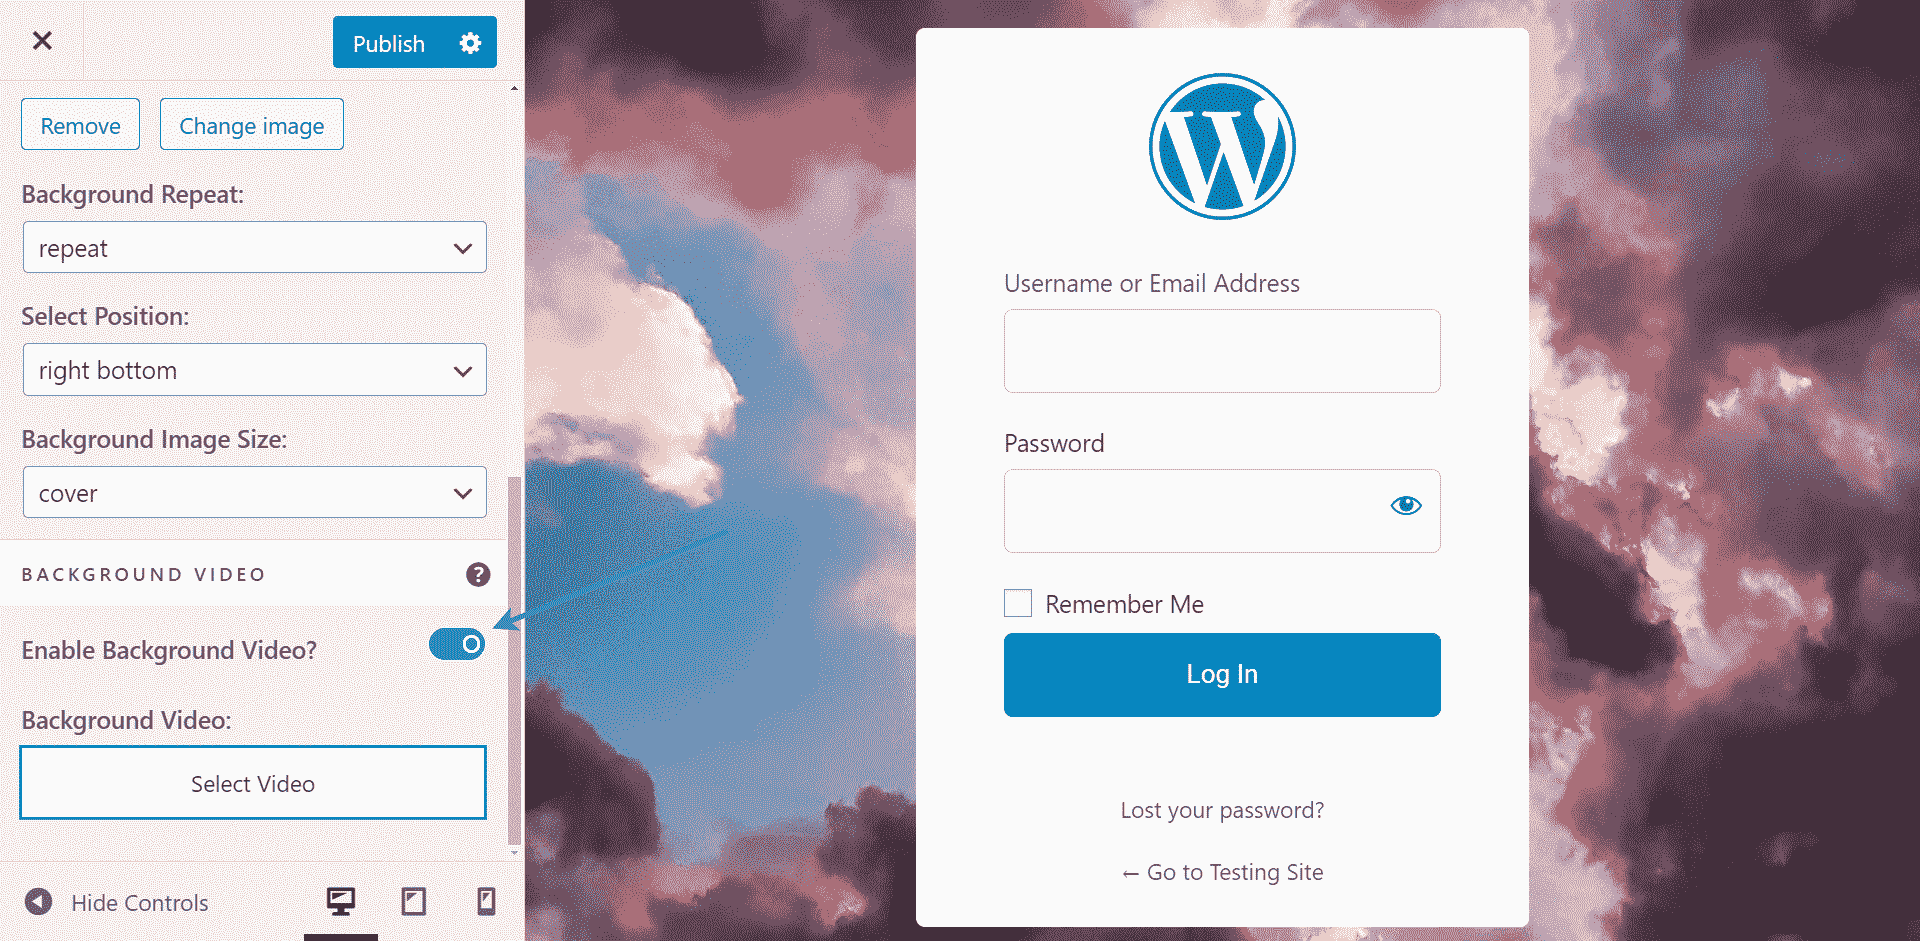 Publish
Remove
Change image
Background Repeat:
repeat
Select Position:
right bottom
Background Image Size:
cover
BACKGROUND VIDEO
?
Enable Background Video?
Background Video:
Select Video
Hide Controls
W
Username or Email Address
Password
Remember Me
Log In
Lost your password?
← Go to Testing Site